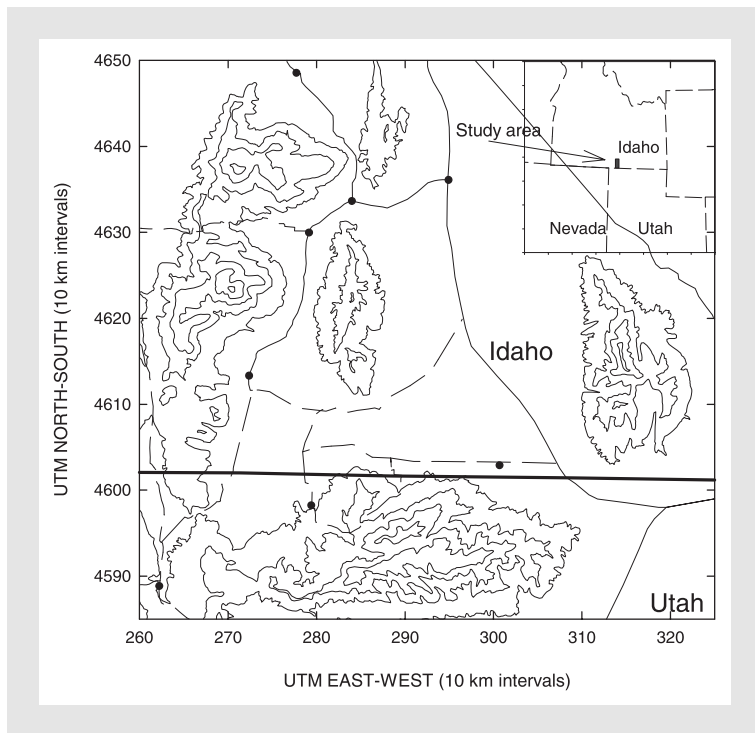 4650
4640
4630
4620
4610
4600
4590
UTM NORTH-SOUTH (10 km intervals)
Study area
Idaho
Nevada
Utah
Idaho
Utah
260
270
280
290
300
310
320
UTM EAST-WEST (10 km intervals)